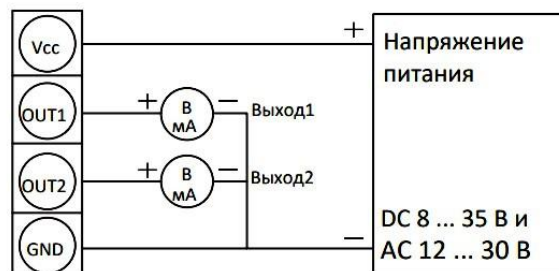 Vcc
+
Напряжение
питания
OUT1
+
В
мА
−
Выход1
OUT2
+
В
мА
−
Выход2
GND
−
DC 8 ... 35 В и
AC 12 ... 30 В